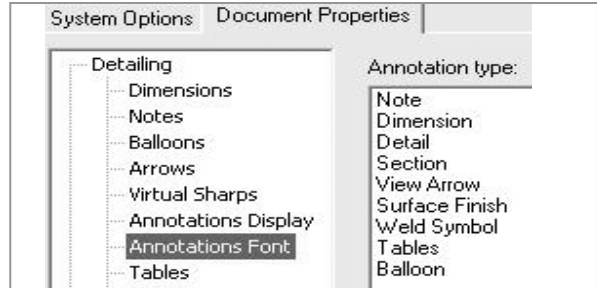 System Options
Document Properties
Detailing
Dimensions
Notes
Balloons
Arrows
Virtual Sharps
Annotations Display
Annotations Font
Tables
Annotation type:
Note
Dimension
Detail
Section
View Arrow
Surface Finish
Weld Symbol
Tables
Balloon